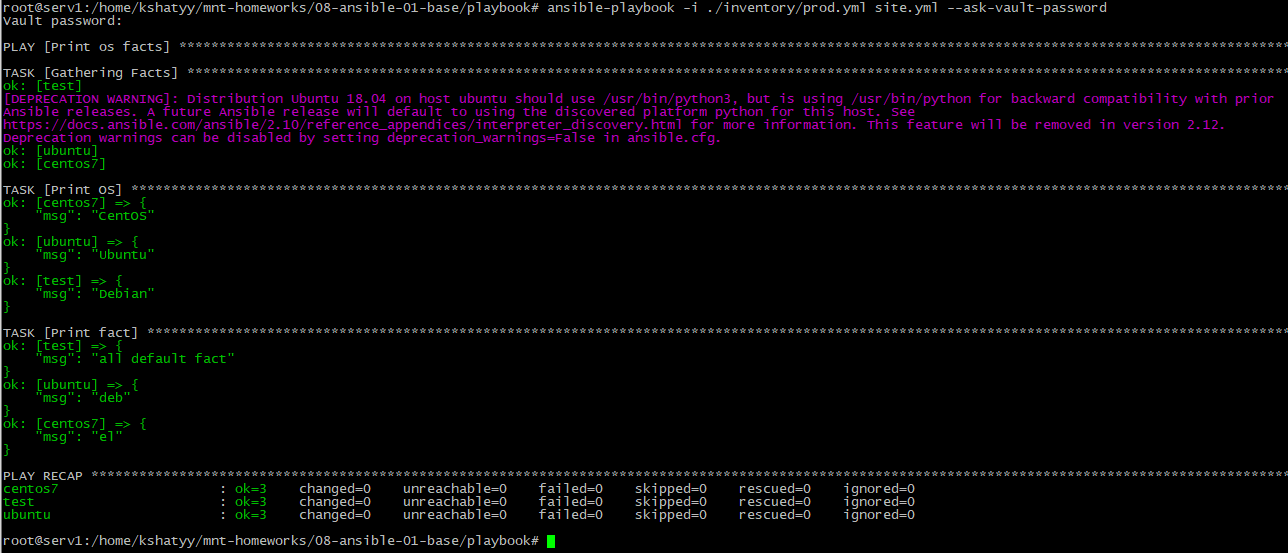 root@serv1:/home/kshatyy/mnt-homeworks/08-ansible-01-base/playbook# ansible-playbook -i ./inventory/prod.yml site.yml --ask-vault-password
Vault password:
PLAY [Print os facts] ******************************************************************************************************************************************
TASK [Gathering Facts] *****************************************************************************************************************************************
ok: [test]
[DEPRECATION WARNING]: Distribution Ubuntu 18.04 on host ubuntu should use /usr/bin/python3, but is using /usr/bin/python for backward compatibility with prior
Ansible releases. A future Ansible release will default to using the discovered platform python for this host. See
https://docs.ansible.com/ansible/2.10/reference_appendices/interpreter_discovery.html for more information. This feature will be removed in version 2.12.
Deprecation warnings can be disabled by setting deprecation_warnings=False in ansible.cfg.
ok: [ubuntu]
ok: [centos7]
TASK [Print OS] ************************************************************************************************************************************************
ok: [centos7] => {
    "msg": "CentOS"
}
ok: [ubuntu] => {
    "msg": "Ubuntu"
}
ok: [test] => {
    "msg": "Debian"
}
TASK [Print fact] **********************************************************************************************************************************************
ok: [test] => {
    "msg": "all default fact"
}
ok: [ubuntu] => {
    "msg": "deb"
}
ok: [centos7] => {
    "msg": "el"
}
PLAY RECAP *****************************************************************************************************************************************************
centos7                    : ok=3    changed=0    unreachable=0    failed=0    skipped=0    rescued=0    ignored=0
test                       : ok=3    changed=0    unreachable=0    failed=0    skipped=0    rescued=0    ignored=0
ubuntu                     : ok=3    changed=0    unreachable=0    failed=0    skipped=0    rescued=0    ignored=0
root@serv1:/home/kshatyy/mnt-homeworks/08-ansible-01-base/playbook#